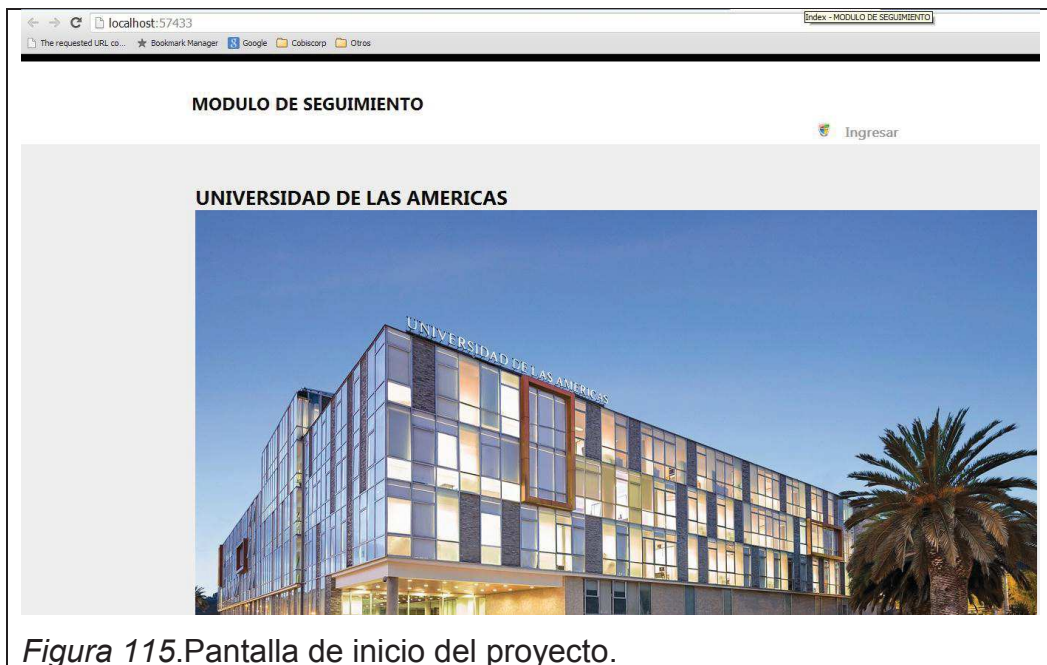 localhost:57433
Index - MODULO DE SEGUIMIENTO
The requested URL co... Bookmark Manager Google Cobiscorp Otros
MODULO DE SEGUIMIENTO
Ingresar
UNIVERSIDAD DE LAS AMERICAS
UNIVERSIDAD DE LAS AMERICAS
Figura 115.Pantalla de inicio del proyecto.